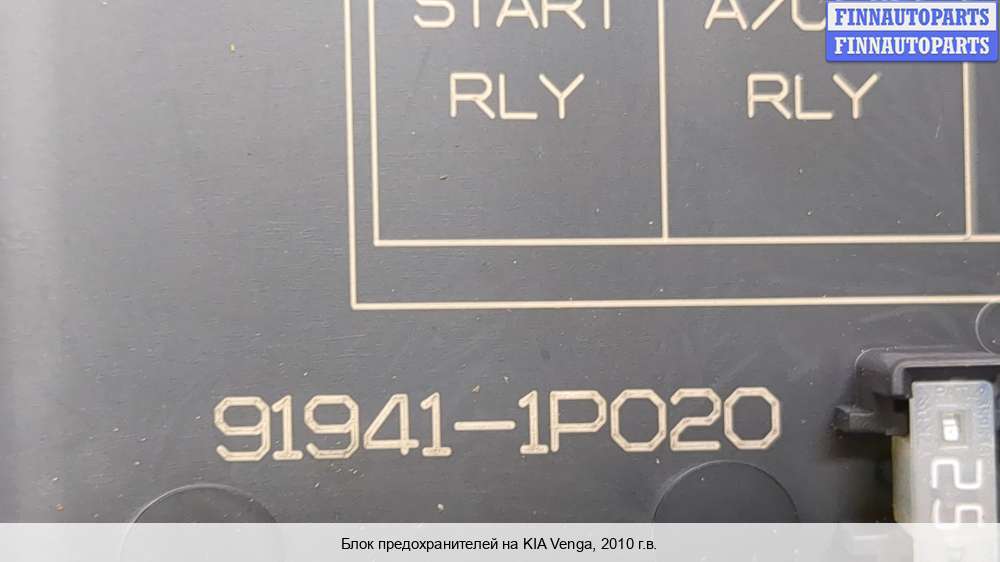 START
RLY
RLY
FINNAUTOPARTS
FINNAUTOPARTS
91941-1P020
Блок предохранителей на KIA Venga, 2010 г.в.